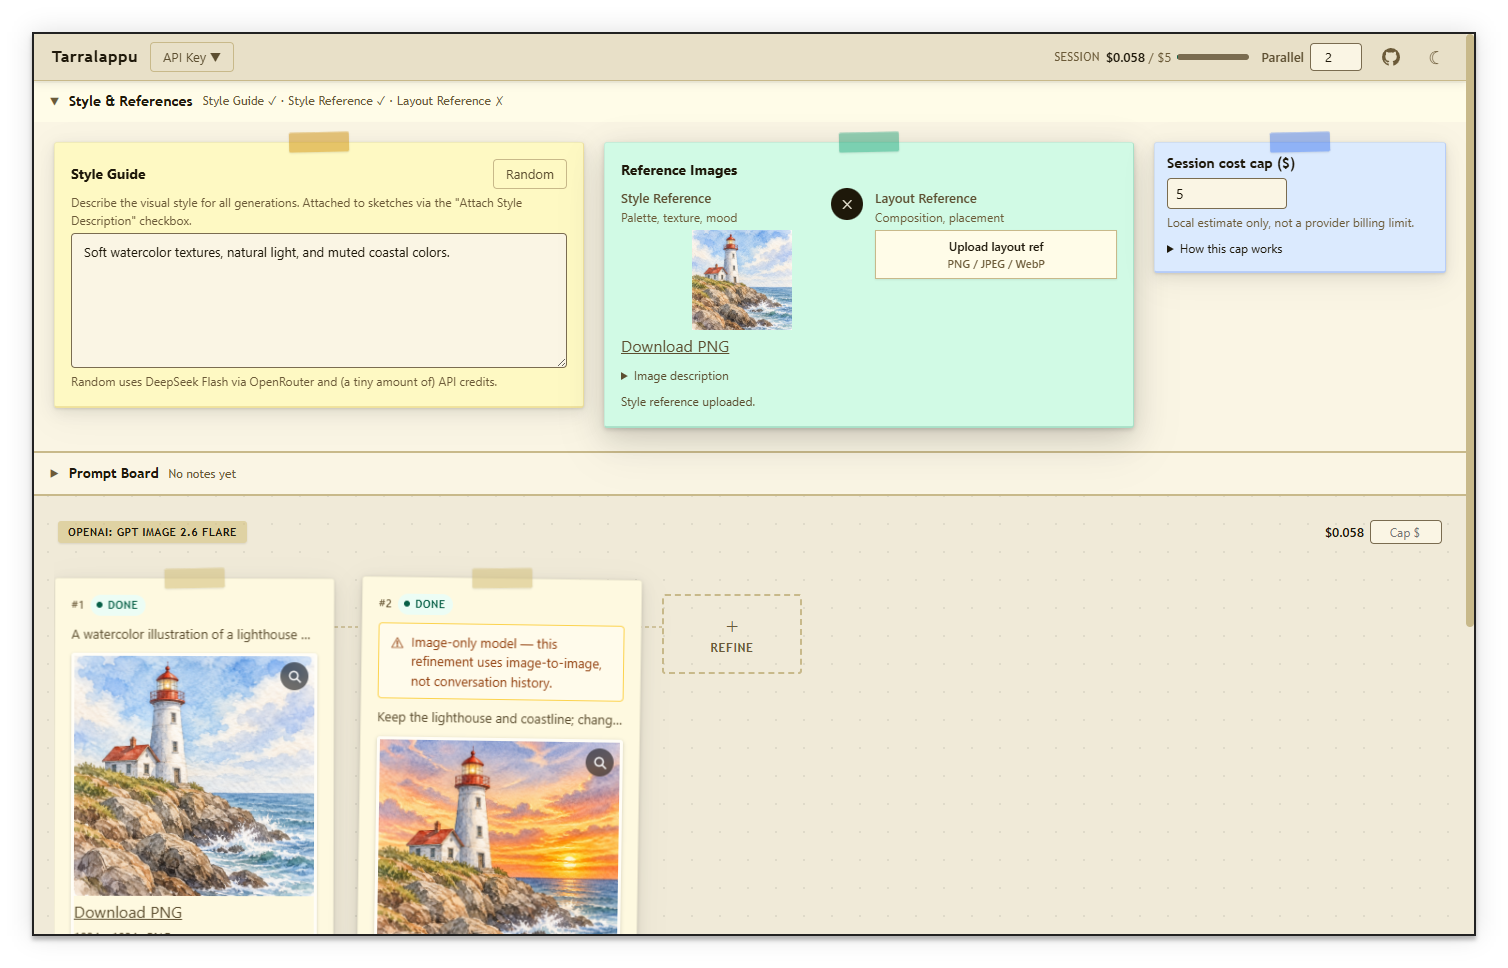 Tarralappu
API Key ▼
SESSION $0.058 / $5
Parallel 2
▼ Style & References Style Guide ✓ · Style Reference ✓ · Layout Reference ✗
Style Guide
Random
Describe the visual style for all generations. Attached to sketches via the "Attach Style
Description" checkbox.
Soft watercolor textures, natural light, and muted coastal colors.
Random uses DeepSeek Flash via OpenRouter and (a tiny amount of) API credits.
Reference Images
Style Reference
Palette, texture, mood
Download PNG
▶ Image description
Style reference uploaded.
Layout Reference
Composition, placement
Upload layout ref
PNG / JPEG / WebP
Session cost cap ($)
5
Local estimate only, not a provider billing limit.
▶ How this cap works
▶ Prompt Board No notes yet
OPENAI: GPT IMAGE 2.6 FLARE
$0.058 Cap $
#1 ● DONE
A watercolor illustration of a lighthouse ...
Download PNG
#2 ● DONE
⚠ Image-only model — this
refinement uses image-to-image,
not conversation history.
Keep the lighthouse and coastline; chang...
+
REFINE